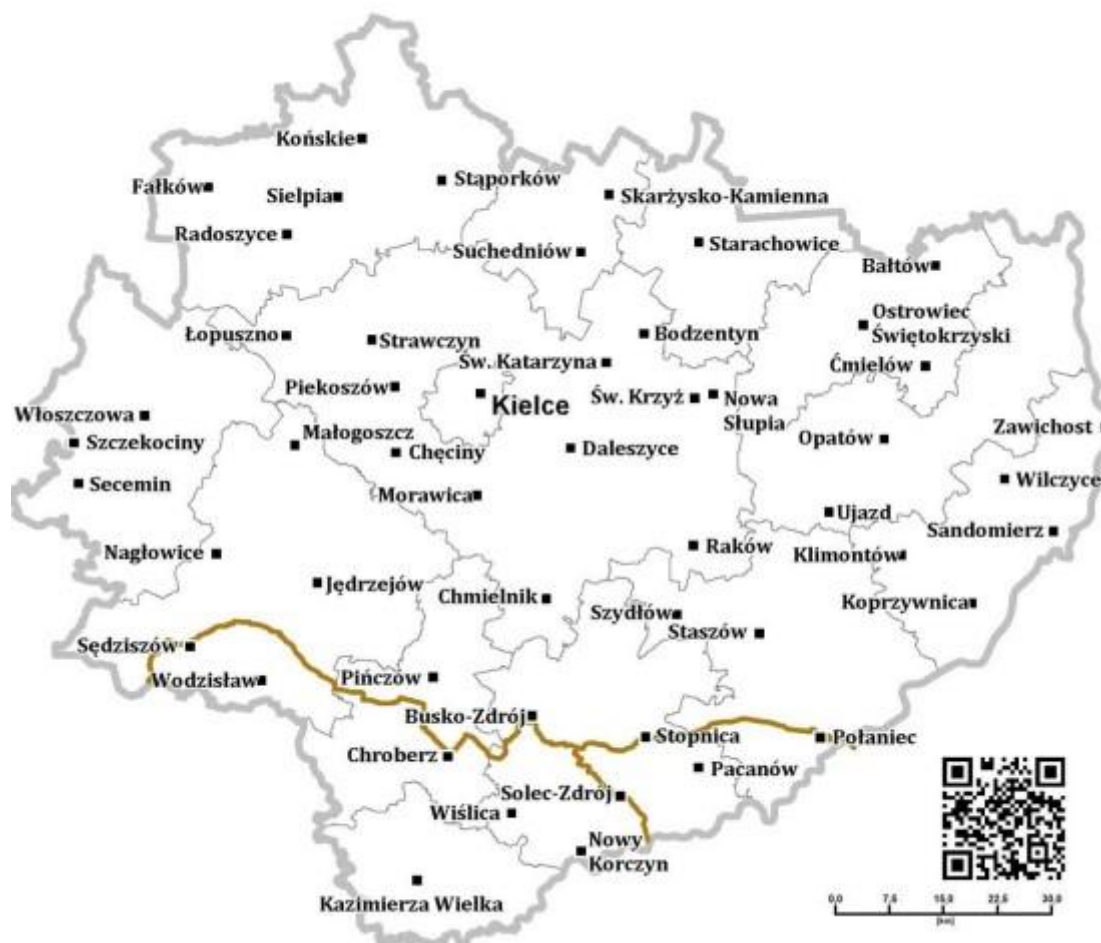 Końskie
Fałków
Sielpia
Stąporków
Skarżysko-Kamienna
Radoszyce
Suchedniów
Starachowice
Bałtów
Łopuszno
Strawczyn
Bodzentyn
Ostrowiec
Świętokrzyski
Św. Katarzyna
Ćmielów
Piekoszów
Kielce
Św. Krzyż
Nowa
Słupia
Włoszczowa
Szczekociny
Małogoszcz
Chęciny
Daleszyce
Opatów
Zawichost
Secemin
Morawica
Wilczyce
Ujazd
Sandomierz
Nagłowice
Raków
Klimontów
Jędrzejów
Chmielnik
Szydłów
Koprzywnica
Staszów
Sędziszów
Wodzisław
Pińczów
Busko-Zdrój
Stopnica
Połaniec
Chroberz
Pacanów
Solec-Zdrój
Wiślica
Nowy
Korczyn
Kazimierza Wielka
0,0 7,5 15,0 22,5 30,0
[km]